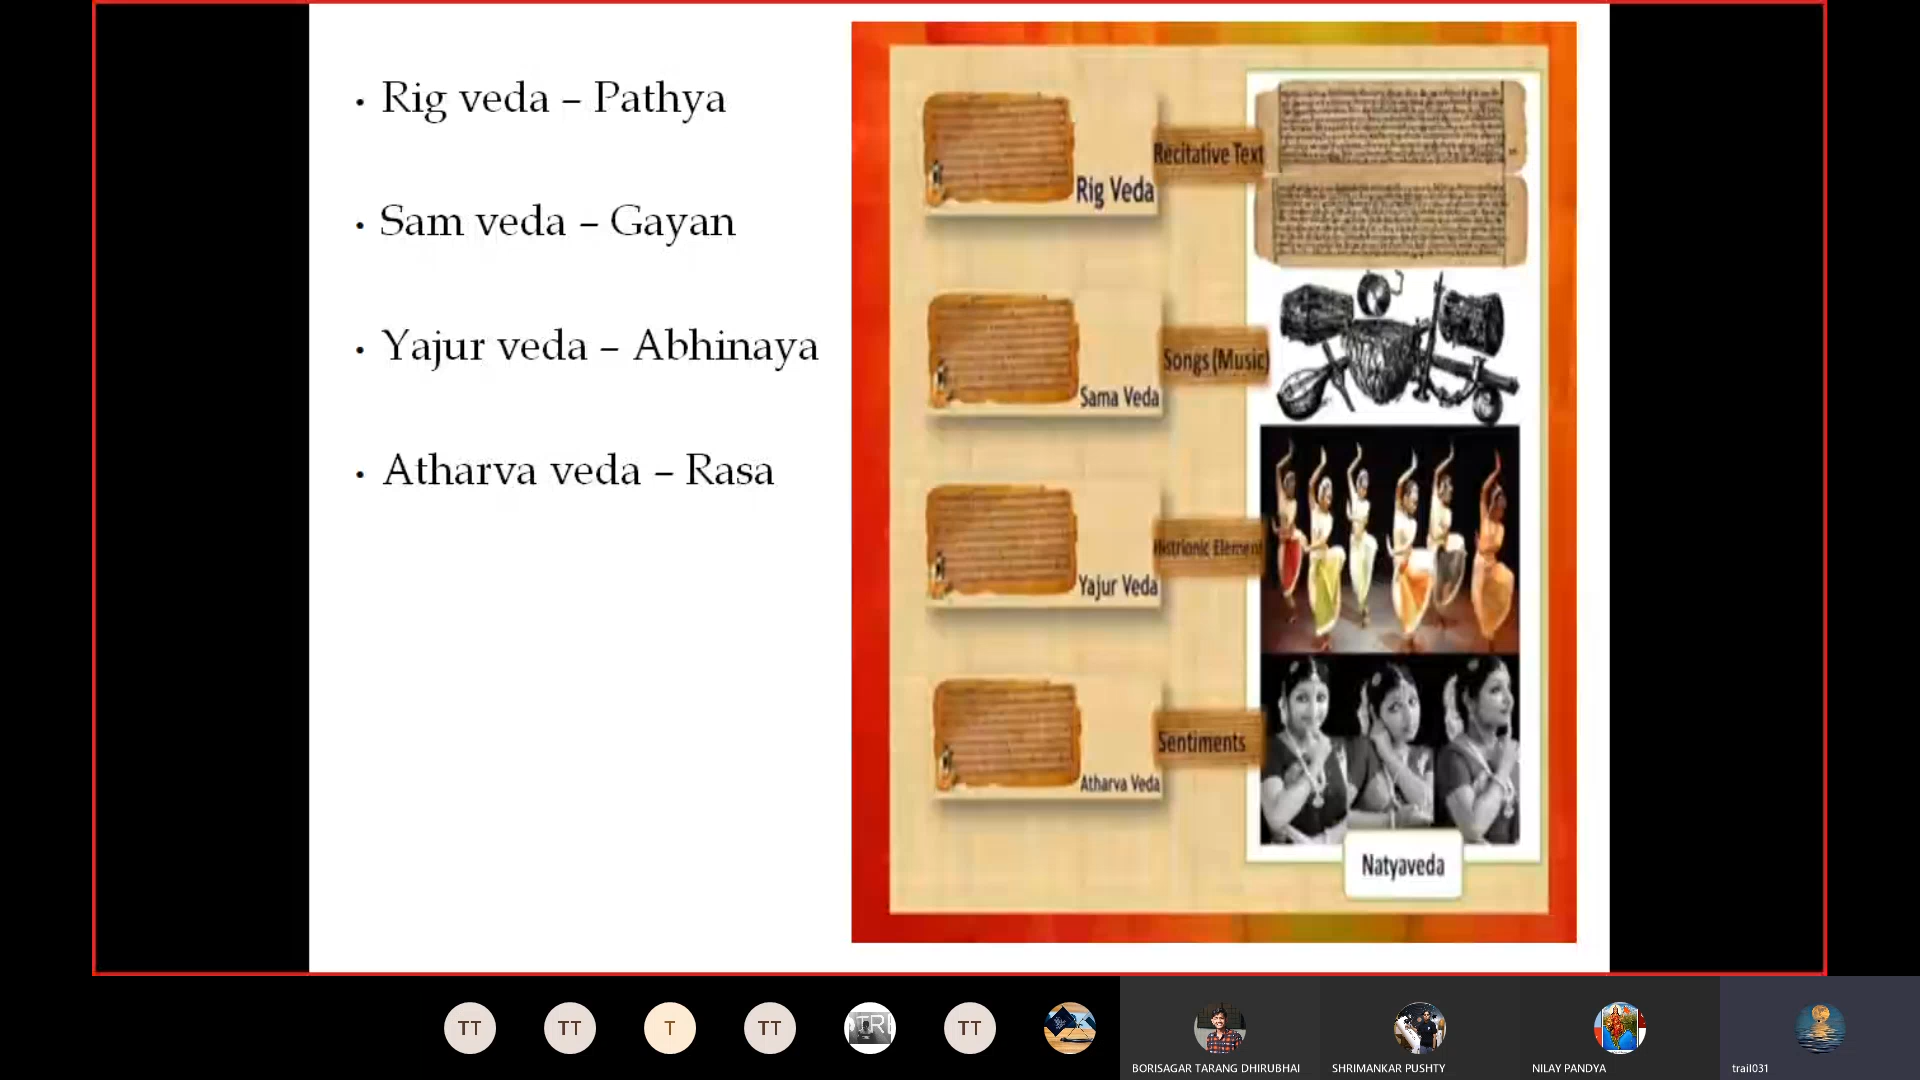 • Rig veda – Pathya
• Sam veda – Gayan
• Yajur veda – Abhinaya
• Atharva veda – Rasa
Recitative Text
Rig Veda
Songs (Music)
Sama Veda
Histrionic Element
Yajur Veda
Sentiments
Atharva Veda
Natyaveda
TT
TT
T
TT
TT
BORISAGAR TARANG DHIRUBHAI
SHRIMANKAR PUSHTY
NILAY PANDYA
trail031